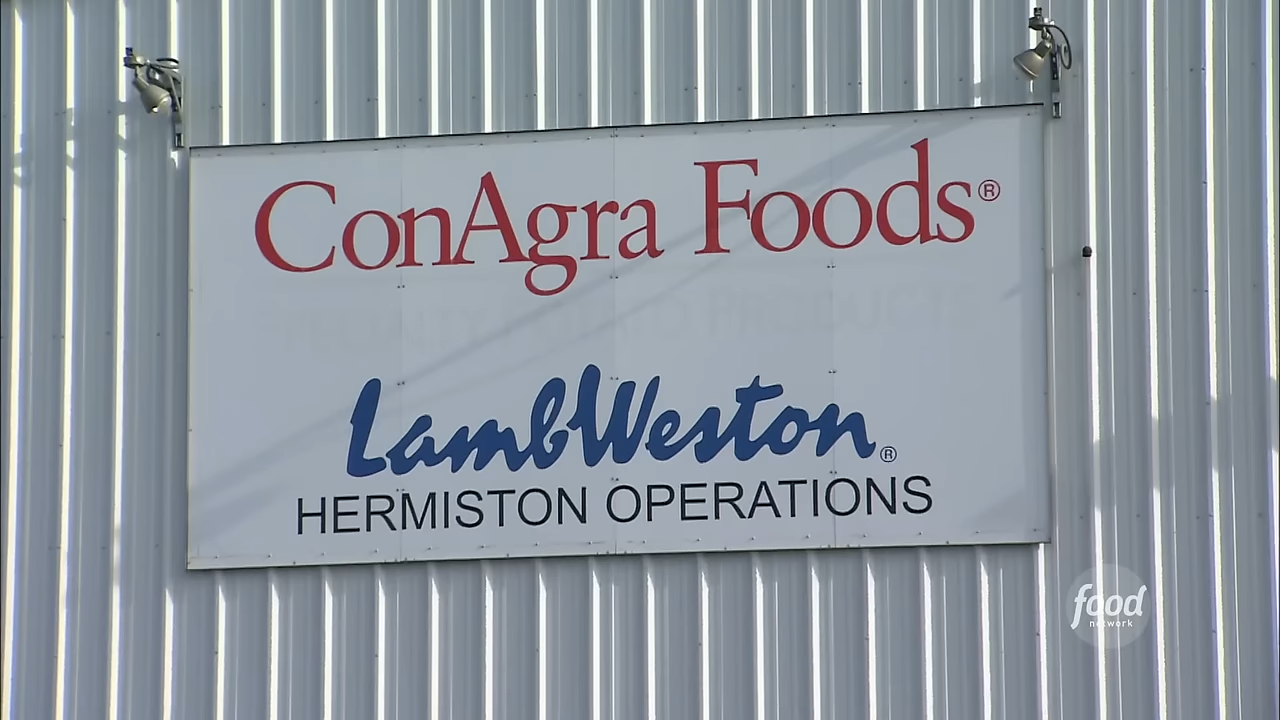 ConAgra Foods®
LambWeston®
HERMISTON OPERATIONS
food
network